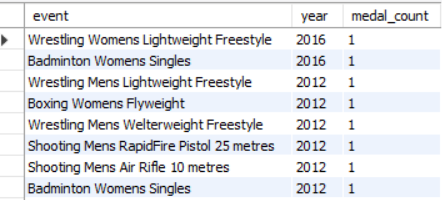 event year medal_count
Wrestling Womens Lightweight Freestyle 2016 1
Badminton Womens Singles 2016 1
Wrestling Mens Lightweight Freestyle 2012 1
Boxing Womens Flyweight 2012 1
Wrestling Mens Welterweight Freestyle 2012 1
Shooting Mens RapidFire Pistol 25 metres 2012 1
Shooting Mens Air Rifle 10 metres 2012 1
Badminton Womens Singles 2012 1